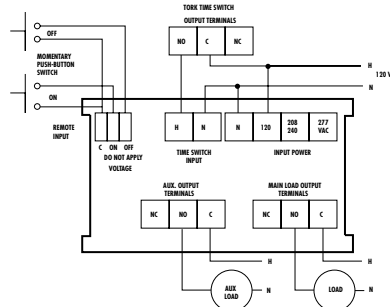 TORK TIME SWITCH
OUTPUT TERMINALS
NO C NC
OFF
MOMENTARY
PUSH-BUTTON
SWITCH
ON
H
120 V
N
REMOTE
INPUT
C ON OFF
DO NOT APPLY
VOLTAGE
H N
TIME SWITCH
INPUT
N 120 208
240 277
VAC
INPUT POWER
AUX. OUTPUT
TERMINALS
NC NO C
MAIN LOAD OUTPUT
TERMINALS
NC NO C
H
AUX
LOAD
N
H
LOAD
N